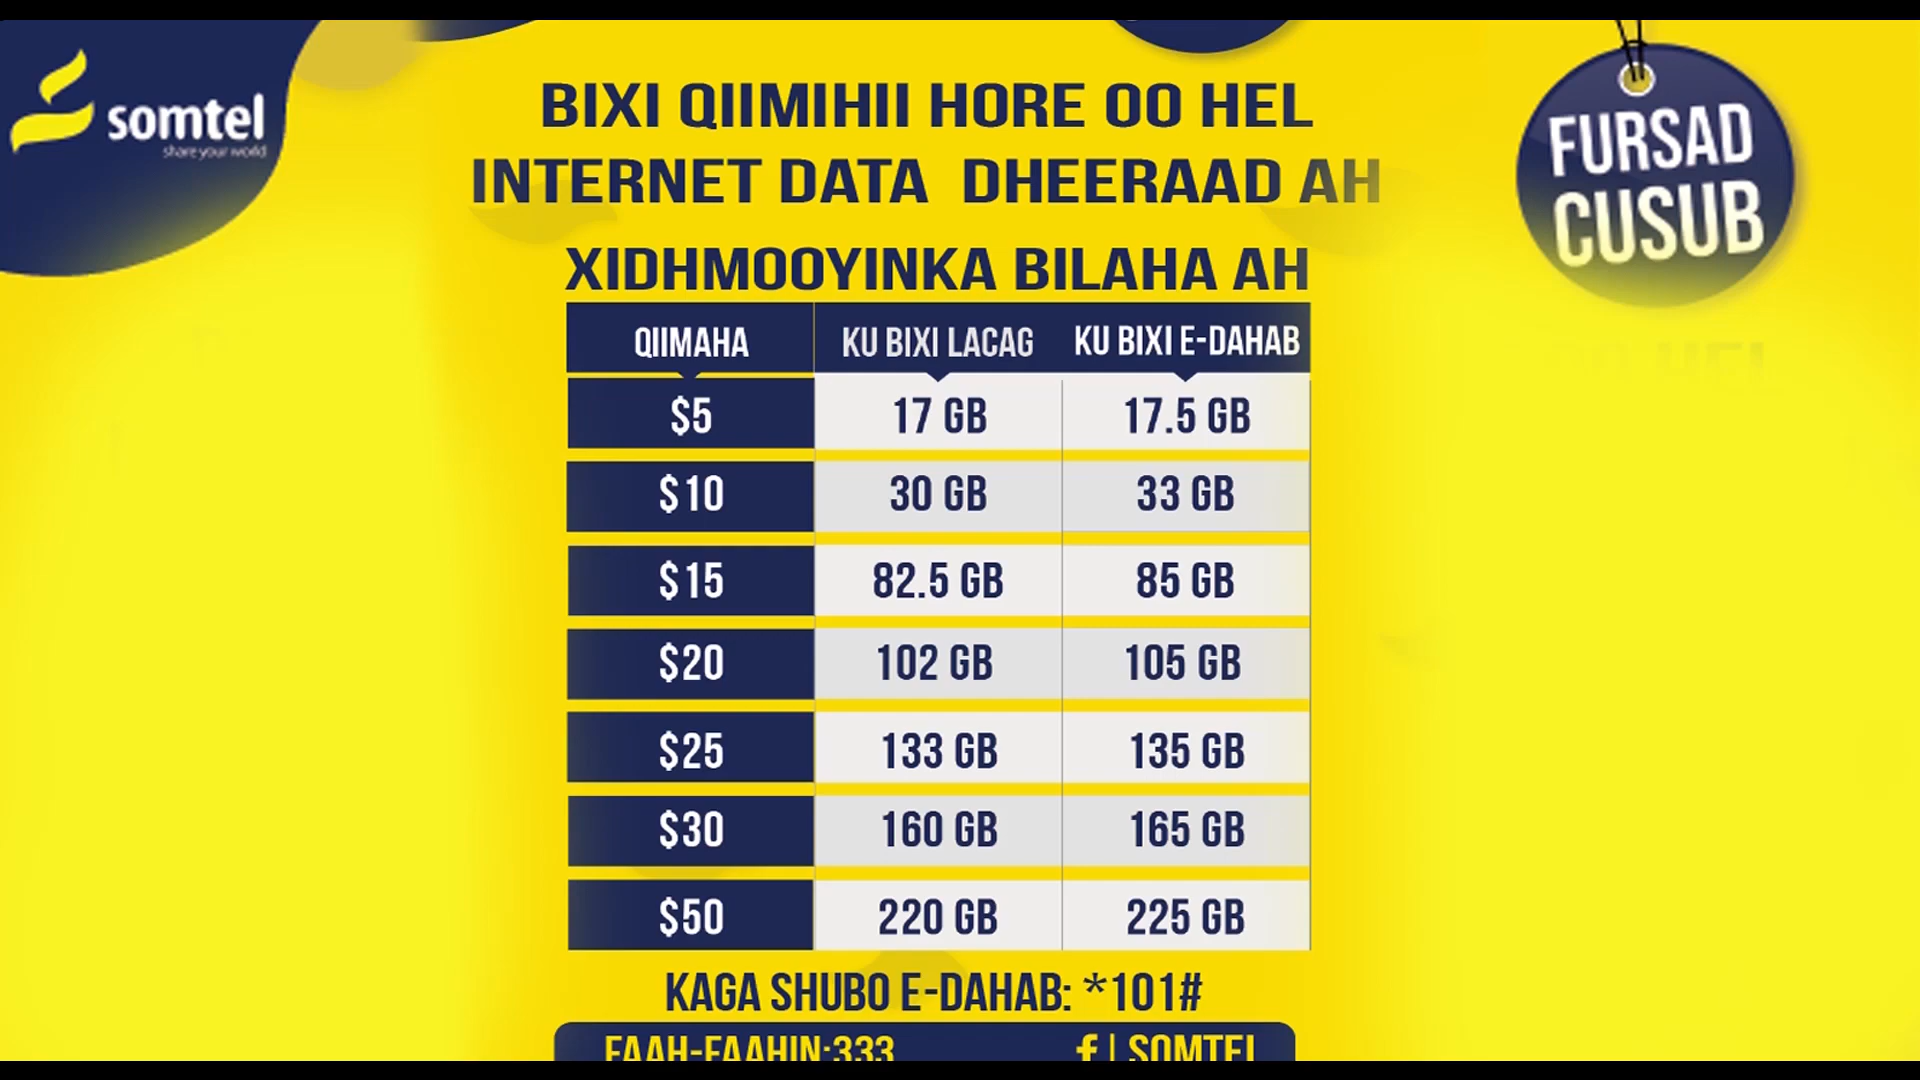 somtel
share your world
BIXI QIIMIHII HORE OO HEL
INTERNET DATA DHEERAAD AH
FURSAD
CUSUB
XIDHMOOYINKA BILAHA AH
QIIMAHA KU BIXI LACAG KU BIXI E-DAHAB
$5 17 GB 17.5 GB
$10 30 GB 33 GB
$15 82.5 GB 85 GB
$20 102 GB 105 GB
$25 133 GB 135 GB
$30 160 GB 165 GB
$50 220 GB 225 GB
KAGA SHUBO E-DAHAB: *101#
FAAH-FAAHIN:333 f | SOMTEL